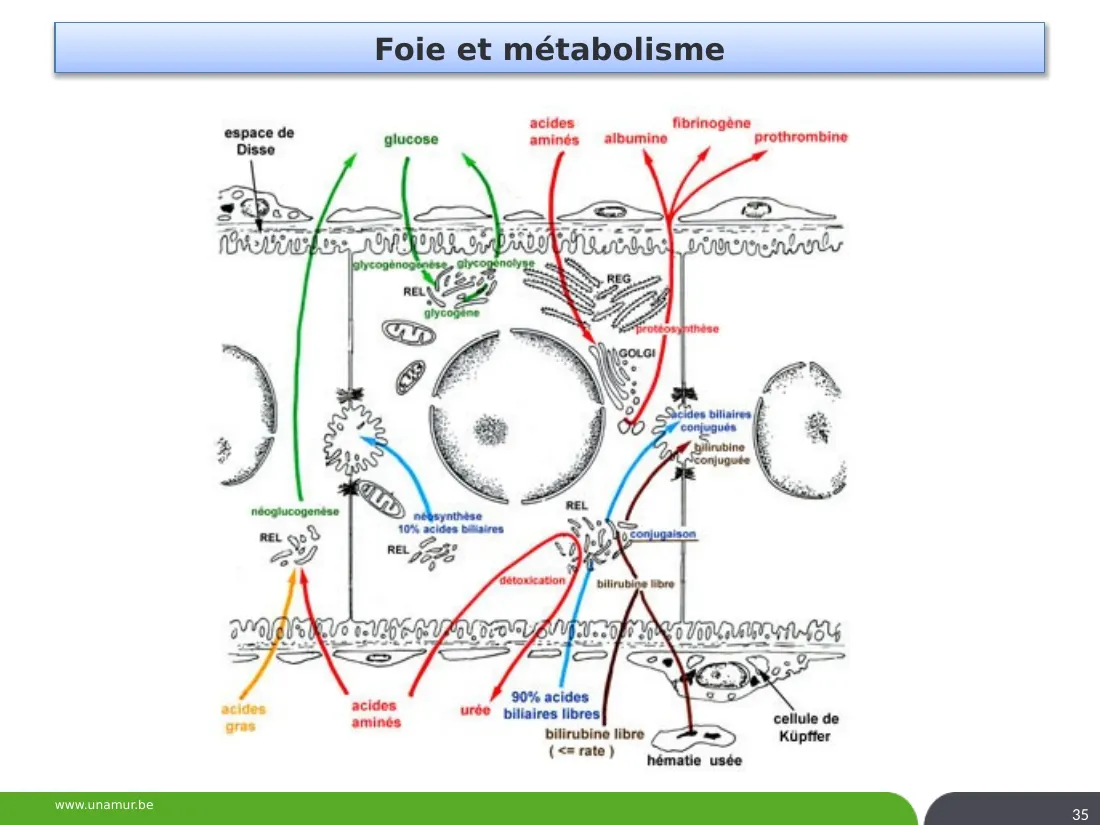 Foie et métabolisme
espace de
Disse
glucose
acides
aminés
albumine
fibrinogène
prothrombine
glycogènogenèse
glycogénolyse
REL
glycogène
REG
protéosynthèse
GOLGI
acides biliaires
conjugués
bilirubine
conjuguée
néoglucogenèse
REL
néosynthèse
10% acides biliaires
REL
REL
conjugaison
détoxication
bilirubine libre
acides
gras
acides
aminés
urée
90% acides
biliaires libres
bilirubine libre
( <= rate )
hématie usée
cellule de
Küpffer
www.unamur.be
35